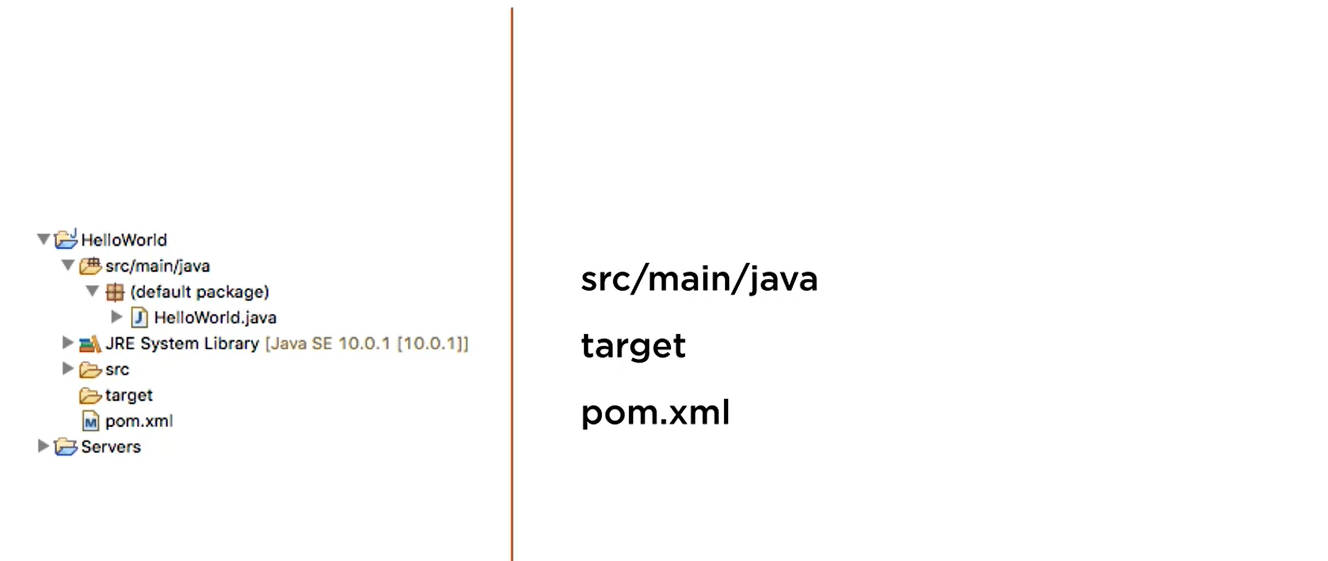 HelloWorld
src/main/java
(default package)
HelloWorld.java
JRE System Library [Java SE 10.0.1 [10.0.1]]
src
target
pom.xml
Servers
src/main/java
target
pom.xml